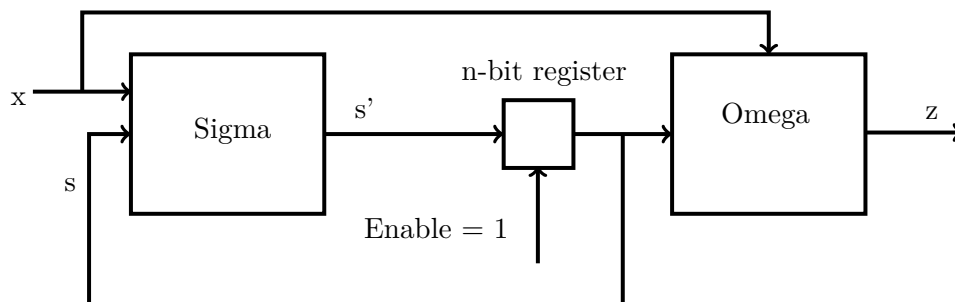 n-bit register
x
Sigma
s'
Omega
z
s
Enable = 1